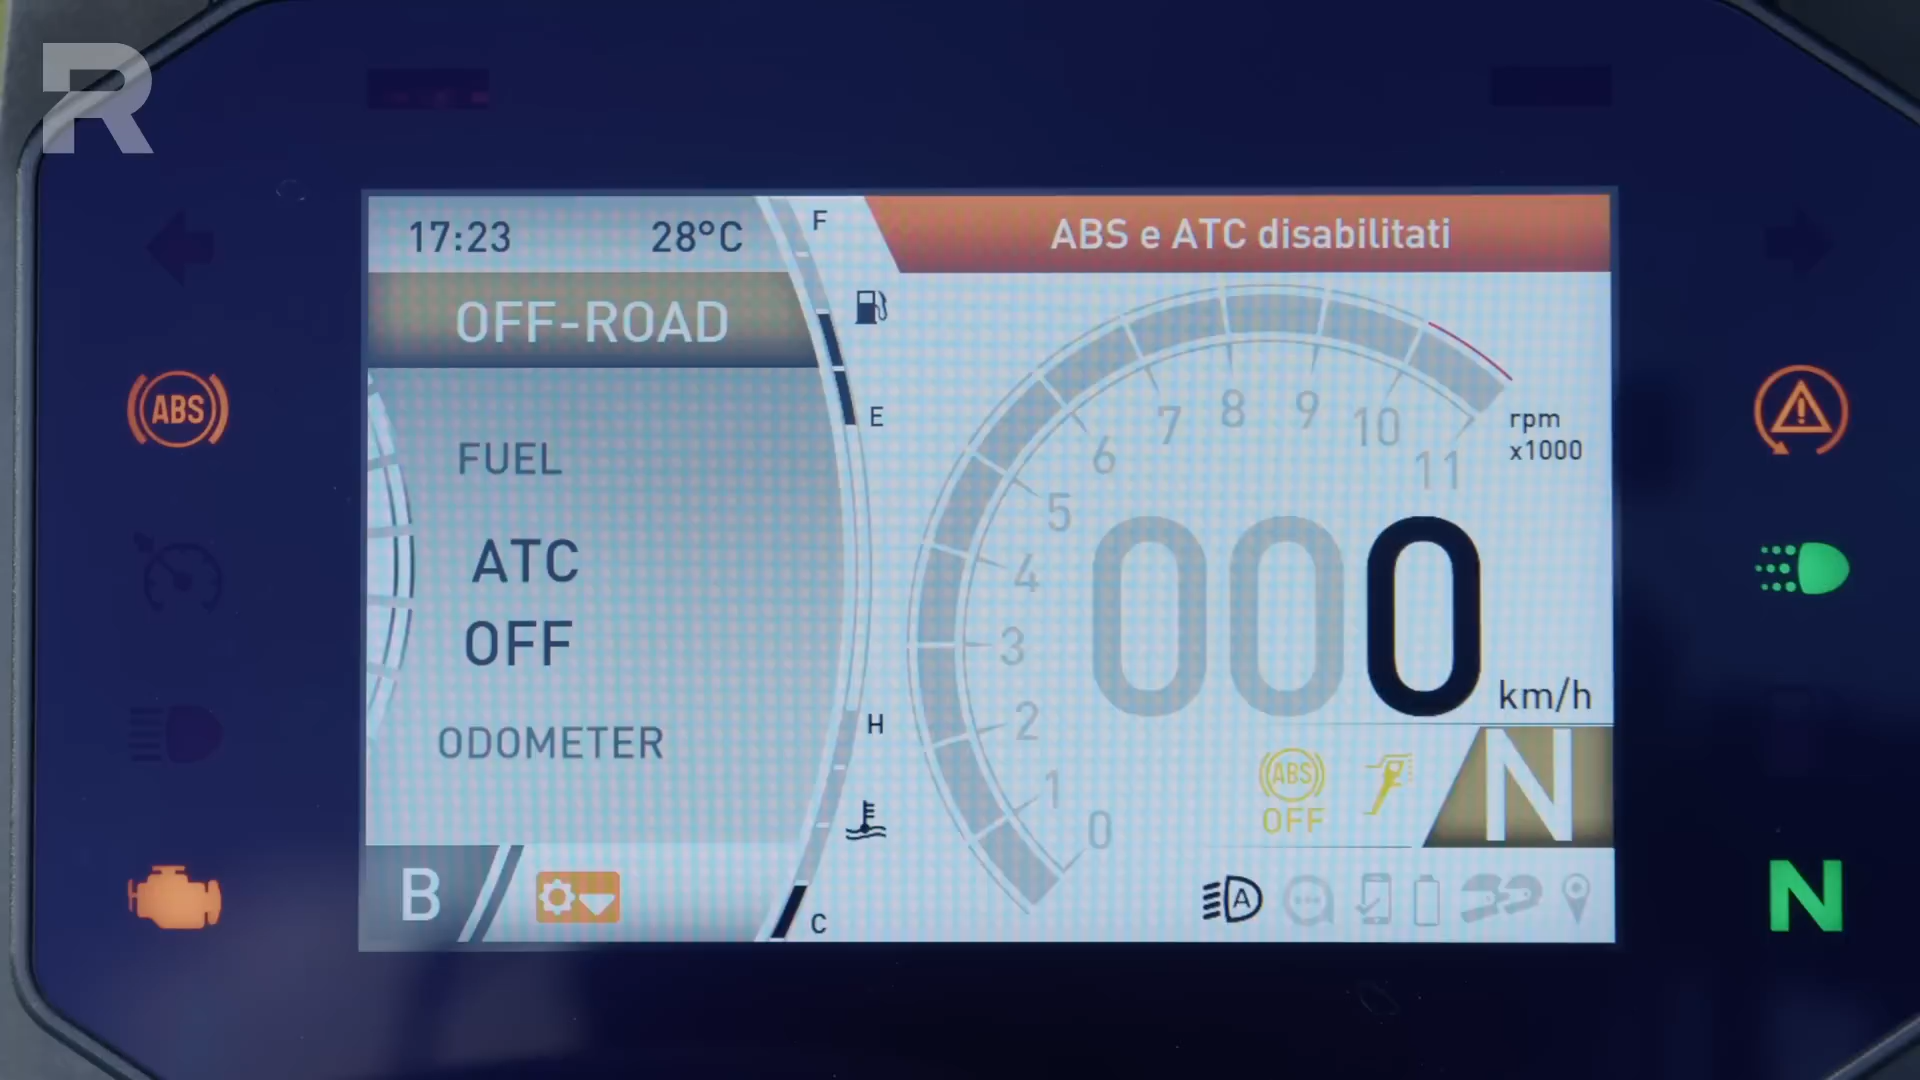 R
17:23 28°C
F
ABS e ATC disabilitati
OFF-ROAD
E
ABS
FUEL
ATC
OFF
ODOMETER
H
C
B
0 1 2 3 4 5 6 7 8 9 10 11
rpm
x1000
000
km/h
ABS
OFF
N
A
N